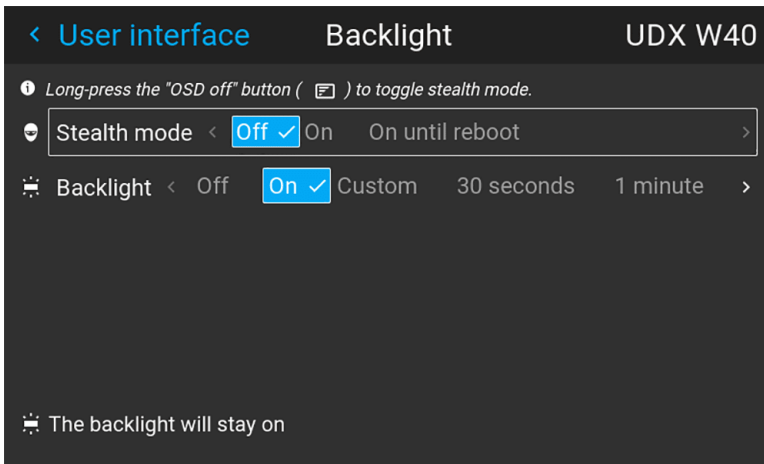 User interface Backlight UDX W40
Long-press the "OSD off" button ( ) to toggle stealth mode.
Stealth mode Off On On until reboot
Backlight Off On Custom 30 seconds 1 minute
The backlight will stay on